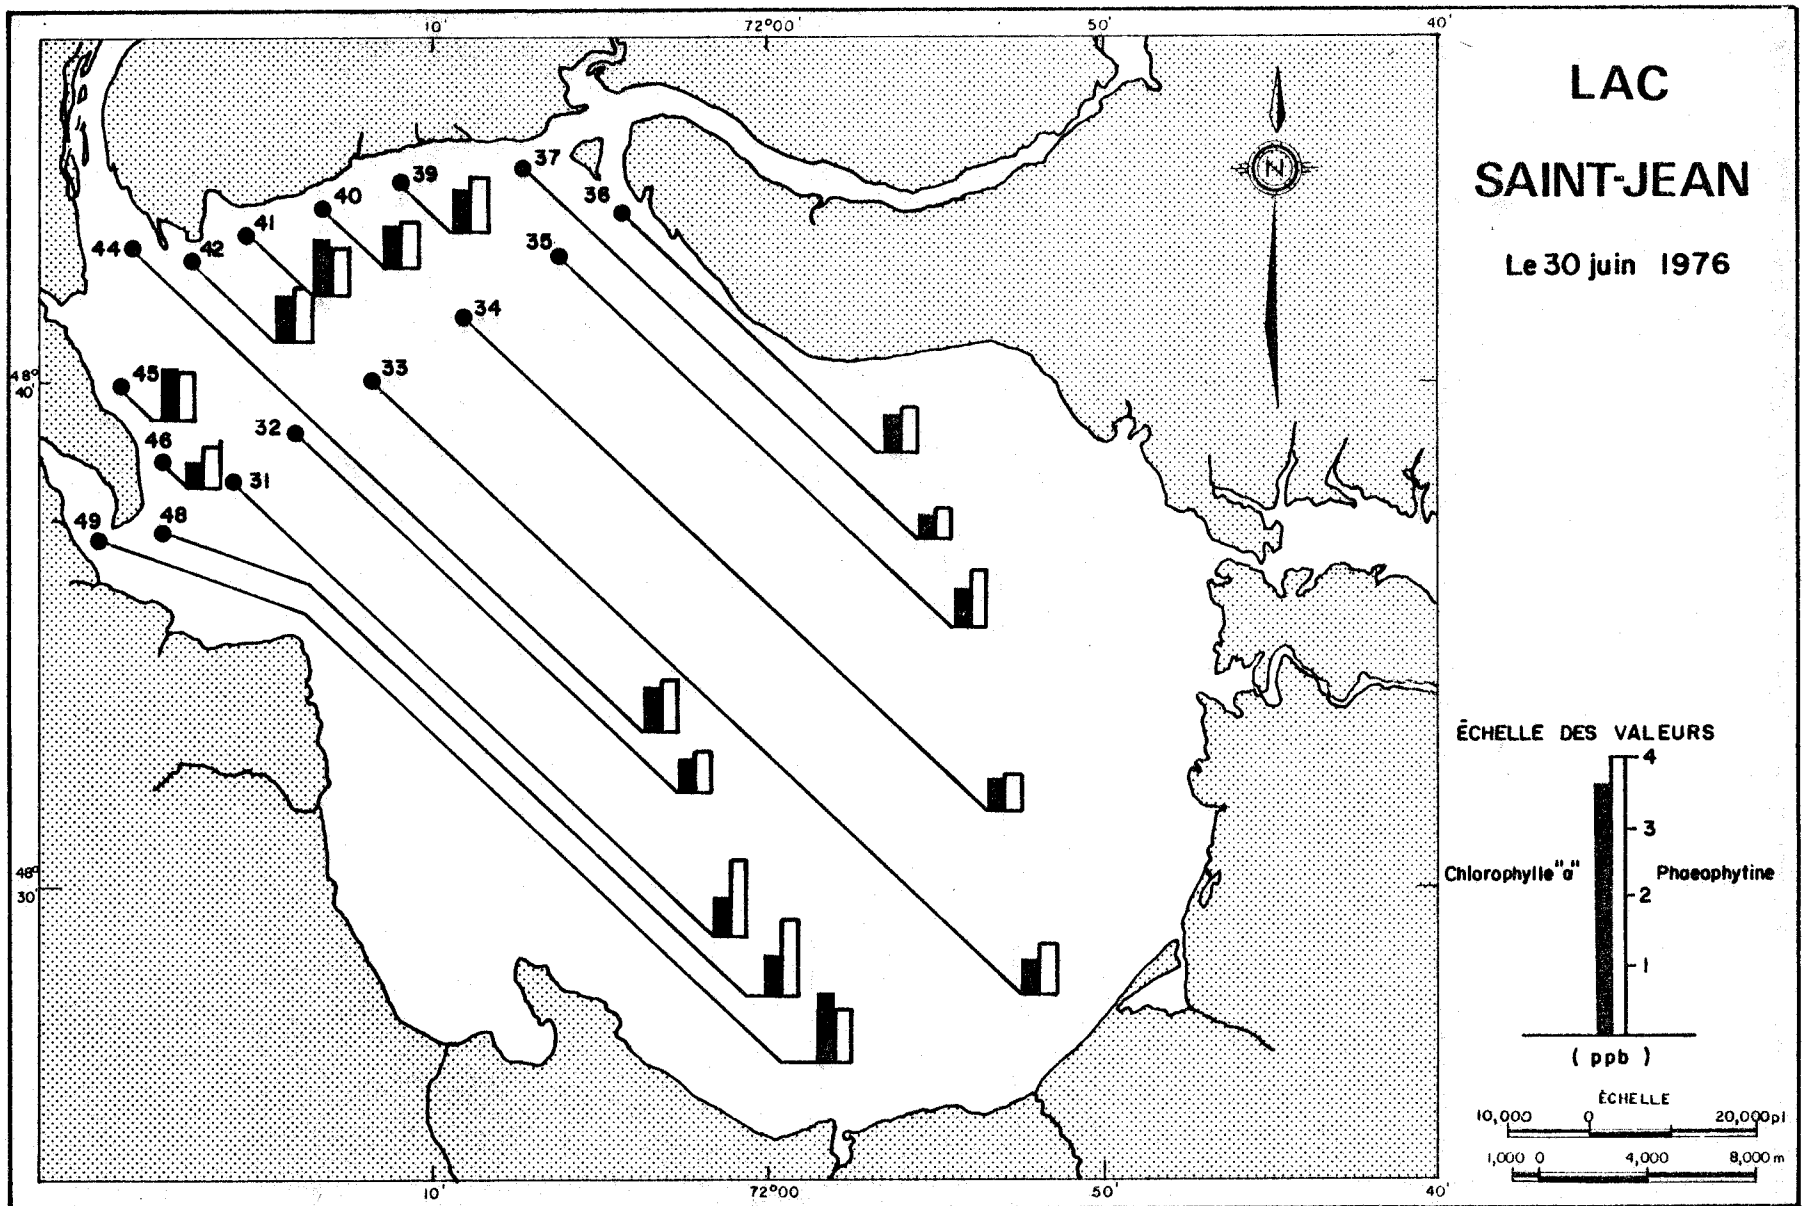 10' 72°00' 50' 40'
LAC
SAINT-JEAN
Le 30 juin 1976
N
37
39
36
40
41
35
44
42
34
33
48°
40'
45
32
46
31
49
48
48°
30'
ÉCHELLE DES VALEURS
4
3
Chlorophylle "a" Phaeophytine
2
1
( ppb )
ÉCHELLE
10,000 0 20,000pi
1,000 0 4,000 8,000 m
10' 72°00' 50' 40'